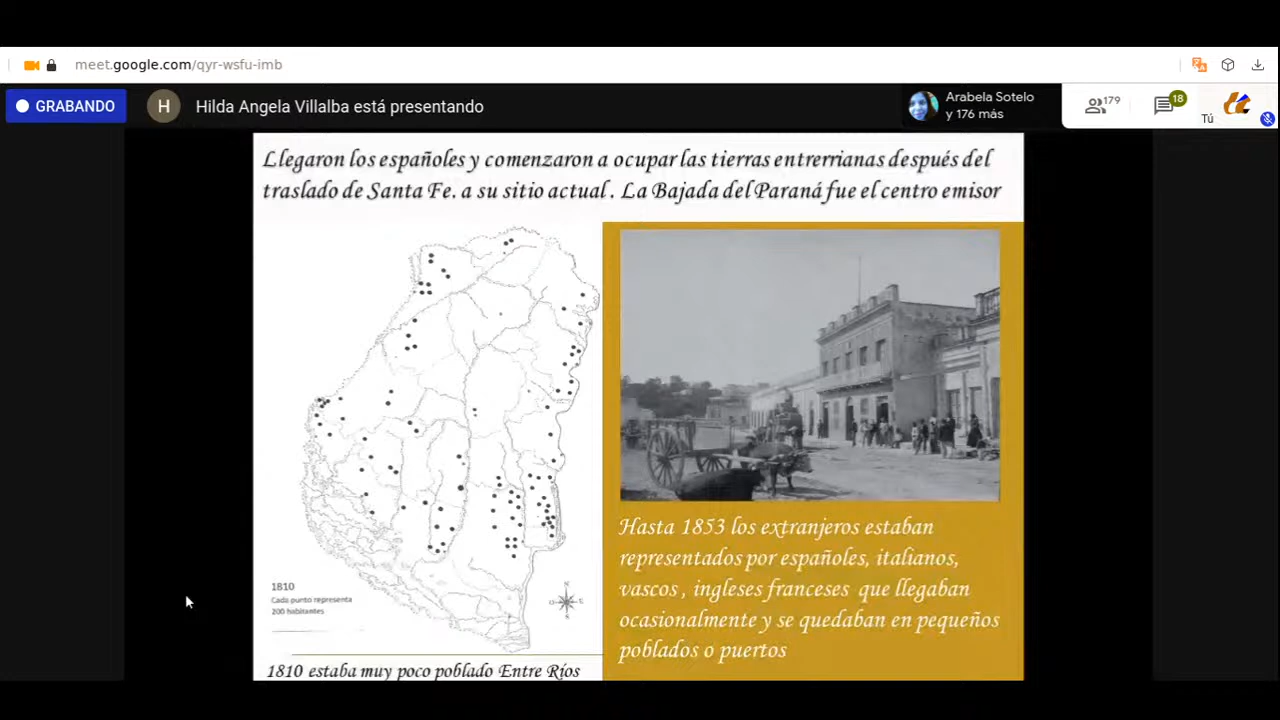 meet.google.com/qyr-wsfu-imb
GRABANDO
H
Hilda Angela Villalba está presentando
Arabela Sotelo
y 176 más
179
18
Tú
Llegaron los españoles y comenzaron a ocupar las tierras entrerrianas después del
traslado de Santa Fe. a su sitio actual . La Bajada del Paraná fue el centro emisor
1810
Cada punto representa
200 habitantes
N
O
E
S
1810 estaba muy poco poblado Entre Ríos
Hasta 1853 los extranjeros estaban
representados por españoles, italianos,
vascos , ingleses franceses que llegaban
ocasionalmente y se quedaban en pequeños
poblados o puertos